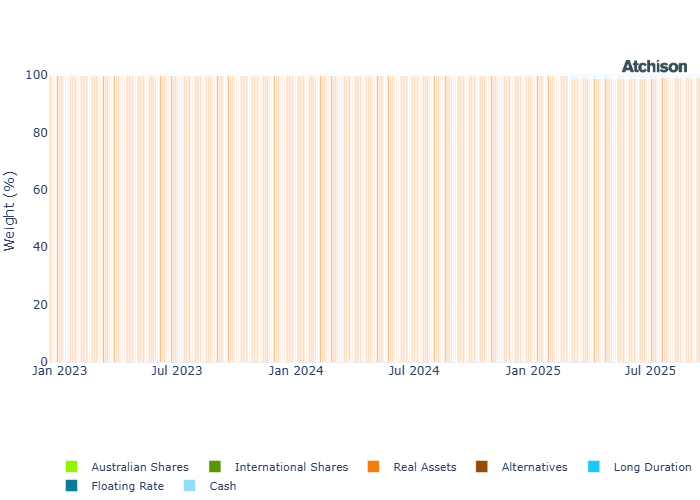 Atchison
100
80
60
40
20
0
Weight (%)
Jan 2023 Jul 2023 Jan 2024 Jul 2024 Jan 2025 Jul 2025
Australian Shares International Shares Real Assets Alternatives Long Duration
Floating Rate Cash